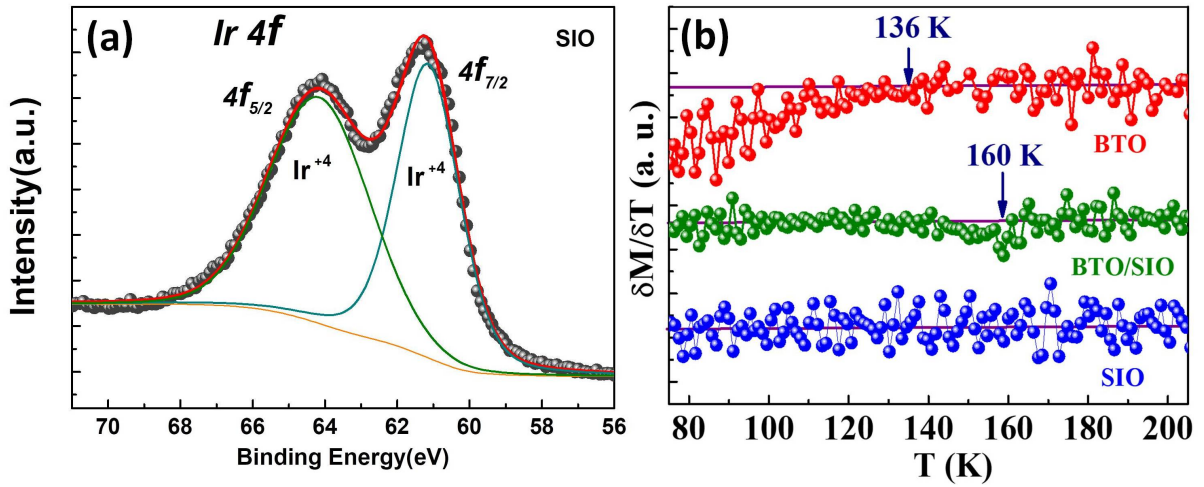 (a)
Ir 4f
SIO
4f5/2
4f7/2
Ir+4
Ir+4
Intensity(a.u.)
70 68 66 64 62 60 58 56
Binding Energy(eV)
(b)
136 K
BTO
160 K
BTO/SIO
SIO
δM/δT (a. u.)
80 100 120 140 160 180 200
T (K)